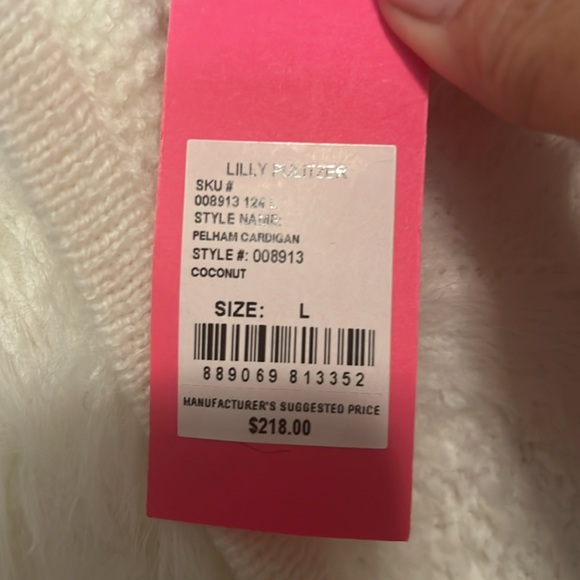 LILLY PULITZER
SKU #
008913 124 L
STYLE NAME:
PELHAM CARDIGAN
STYLE #: 008913
COCONUT
SIZE: L
889069 813352
MANUFACTURER'S SUGGESTED PRICE
$218.00